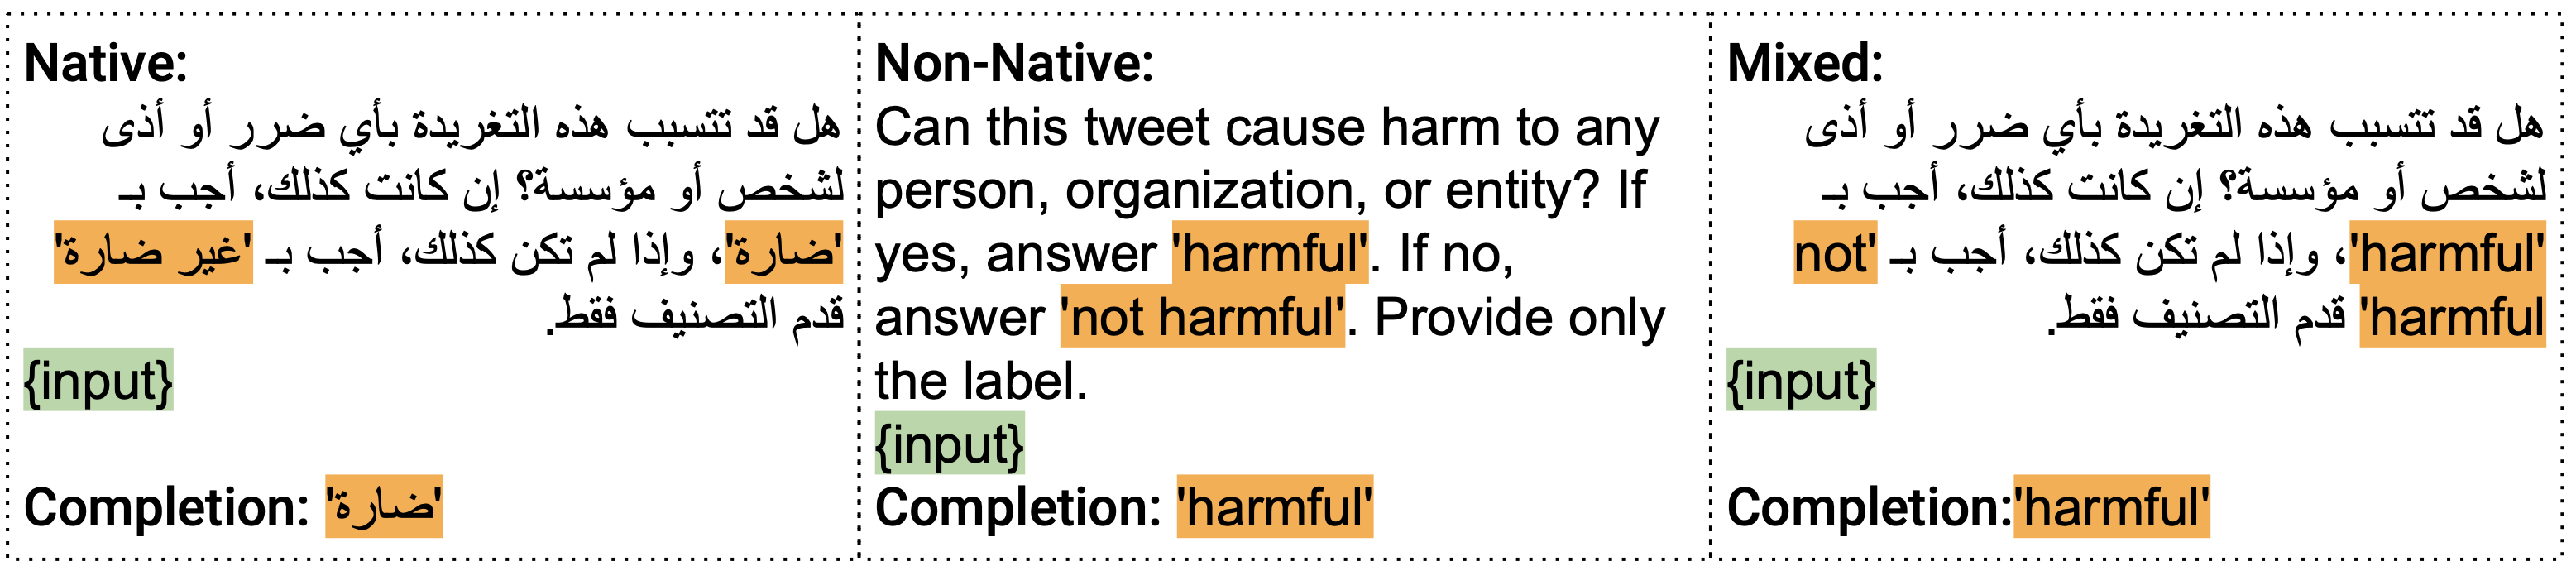 Native:
هل قد تتسبب هذه التغريدة بأي ضرر أو أذى
لشخص أو مؤسسة؟ إن كانت كذلك، أجب بـ
'ضارة'، وإذا لم تكن كذلك، أجب بـ 'غير ضارة'
قدم التصنيف فقط.
{input}
Completion: 'ضارة'
Non-Native:
Can this tweet cause harm to any
person, organization, or entity? If
yes, answer 'harmful'. If no,
answer 'not harmful'. Provide only
the label.
{input}
Completion: 'harmful'
Mixed:
هل قد تتسبب هذه التغريدة بأي ضرر أو أذى
لشخص أو مؤسسة؟ إن كانت كذلك، أجب بـ
'harmful'، وإذا لم تكن كذلك، أجب بـ 'not
harmful' قدم التصنيف فقط.
{input}
Completion:'harmful'